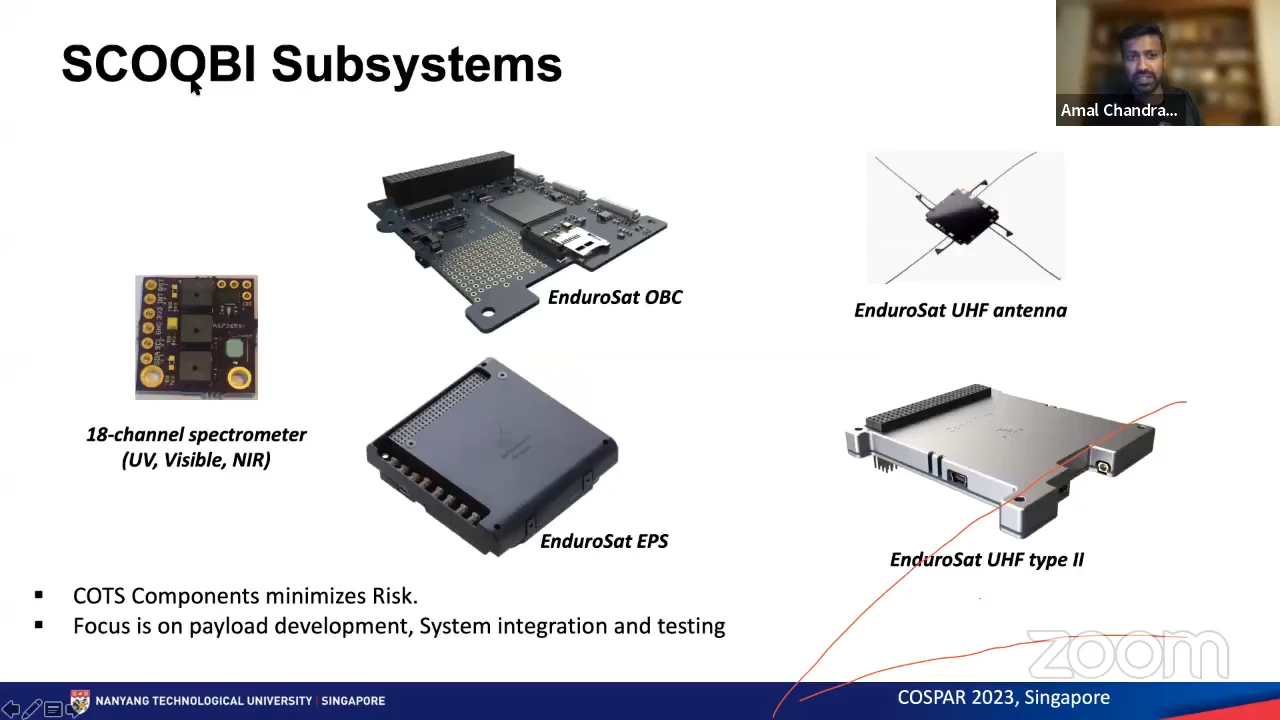 SCOQBI Subsystems
Amal Chandra...
EnduroSat OBC
EnduroSat UHF antenna
18-channel spectrometer
(UV, Visible, NIR)
EnduroSat EPS
EnduroSat UHF type II
▪ COTS Components minimizes Risk.
▪ Focus is on payload development, System integration and testing
zoom
NANYANG TECHNOLOGICAL UNIVERSITY | SINGAPORE
COSPAR 2023, Singapore